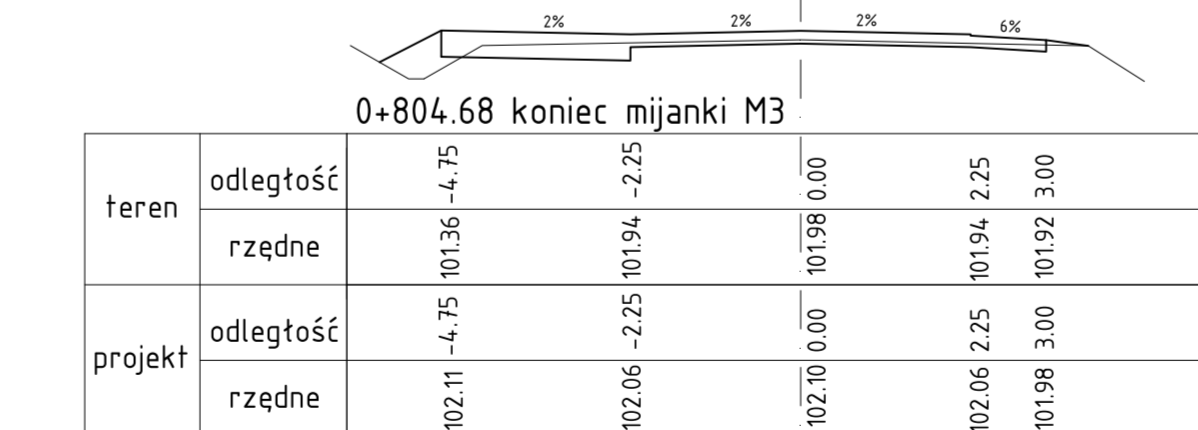 2% 2% 2% 6%
0+804.68 koniec mijanki M3
teren
odległość -4.75 -2.25 0.00 2.25 3.00
rzędne 101.36 101.94 101.98 101.94 101.92
projekt
odległość -4.75 -2.25 0.00 2.25 3.00
rzędne 102.11 102.06 102.10 102.06 101.98